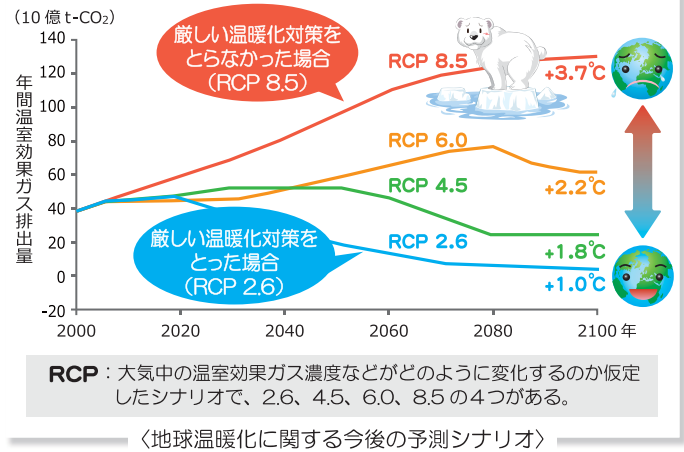 (10 億 t-CO₂)
140
120
100
80
60
40
20
0
-20
年間温室効果ガス排出量
厳しい温暖化対策を
とらなかった場合
(RCP 8.5)
RCP 8.5
+3.7℃
RCP 6.0
+2.2℃
RCP 4.5
+1.8℃
厳しい温暖化対策を
とった場合
(RCP 2.6)
RCP 2.6
+1.0℃
2000 2020 2040 2060 2080 2100 年
RCP：大気中の温室効果ガス濃度などがどのように変化するのか仮定
したシナリオで、2.6、4.5、6.0、8.5 の４つがある。
〈地球温暖化に関する今後の予測シナリオ〉